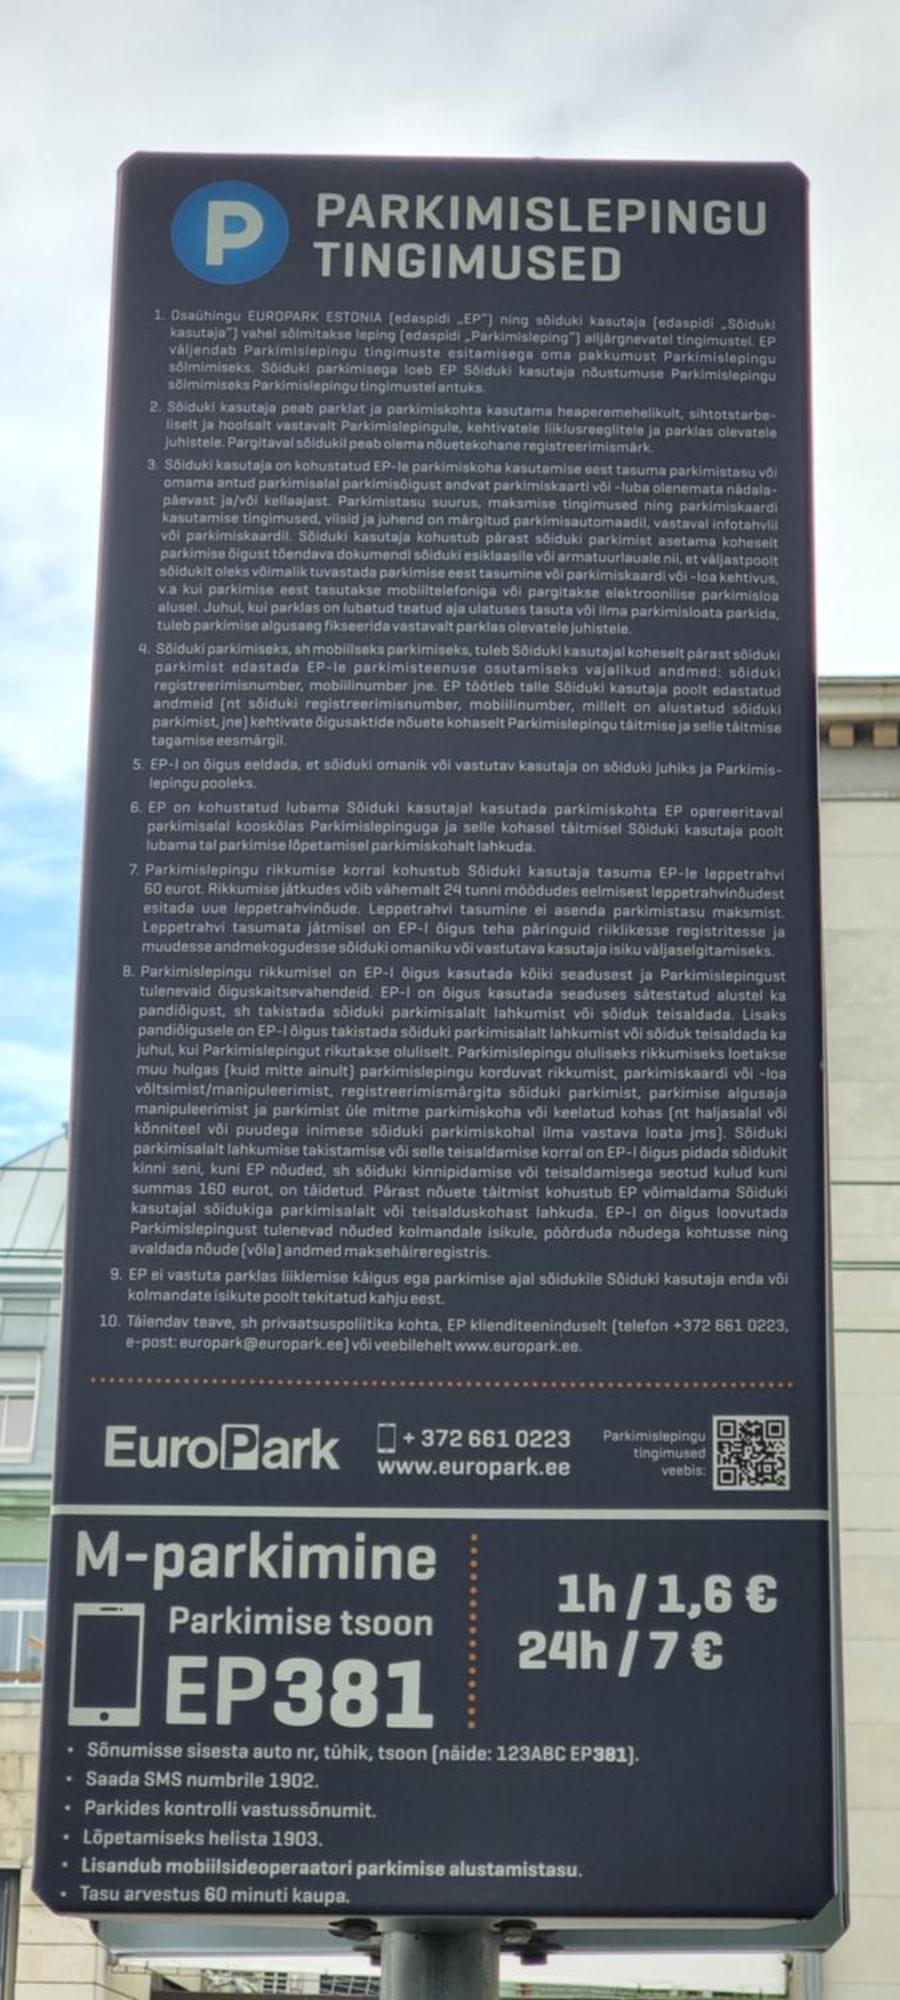 P
PARKIMISLEPINGU
TINGIMUSED
1. Osaühingu EUROPARK ESTONIA (edaspidi „EP") ning sõiduki kasutaja (edaspidi „Sõiduki
kasutaja") vahel sõlmitakse leping (edaspidi „Parkimisleping") alljärgnevatel tingimustel. EP
väljendab Parkimislepingu tingimuste esitamisega oma pakkumust Parkimislepingu
sõlmimiseks. Sõiduki parkimisega loeb EP Sõiduki kasutaja nõustumuse Parkimislepingu
sõlmimiseks Parkimislepingu tingimustel antuks.
2. Sõiduki kasutaja peab parklat ja parkimiskohta kasutama heaperemehelikult, sihtotstarbe-
liselt ja hoolsalt vastavalt Parkimislepingule, kehtivatele liiklusreeglitele ja parklas olevatele
juhistele. Pargitaval sõidukil peab olema nõuetekohane registreerimismärk.
3. Sõiduki kasutaja on kohustatud EP-le parkimiskoha kasutamise eest tasuma parkimistasu või
omama antud parkimisalal parkimisõigust andvat parkimiskaarti või -luba olenemata nädala-
päevast ja/või kellaajast. Parkimistasu suurus, maksmise tingimused ning parkimiskaardi
kasutamise tingimused, viisid ja juhend on märgitud parkimisautomaadil, vastaval infotahvlil
või parkimiskaardil. Sõiduki kasutaja kohustub pärast sõiduki parkimist asetama koheselt
parkimise õigust tõendava dokumendi sõiduki esiklaasile või armatuurlauale nii, et väljastpoolt
sõidukit oleks võimalik tuvastada parkimise eest tasumine või parkimiskaardi või -loa kehtivus,
v.a kui parkimise eest tasutakse mobiiltelefoniga või pargitakse elektroonilise parkimisloa
alusel. Juhul, kui parklas on lubatud teatud aja ulatuses tasuta või ilma parkimisloata parkida,
tuleb parkimise algusaeg fikseerida vastavalt parklas olevatele juhistele.
4. Sõiduki parkimiseks, sh mobiilseks parkimiseks, tuleb Sõiduki kasutajal koheselt pärast sõiduki
parkimist edastada EP-le parkimisteenuse osutamiseks vajalikud andmed: sõiduki
registreerimisnumber, mobiilinumber jne. EP töötleb talle Sõiduki kasutaja poolt edastatud
andmeid (nt sõiduki registreerimisnumber, mobiilinumber, millelt on alustatud sõiduki
parkimist, jne) kehtivate õigusaktide nõuete kohaselt Parkimislepingu täitmise ja selle täitmise
tagamise eesmärgil.
5. EP-l on õigus eeldada, et sõiduki omanik või vastutav kasutaja on sõiduki juhiks ja Parkimis-
lepingu pooleks.
6. EP on kohustatud lubama Sõiduki kasutajal kasutada parkimiskohta EP opereeritaval
parkimisalal kooskõlas Parkimislepinguga ja selle kohasel täitmisel Sõiduki kasutaja poolt
lubama tal parkimise lõpetamisel parkimiskohalt lahkuda.
7. Parkimislepingu rikkumise korral kohustub Sõiduki kasutaja tasuma EP-le leppetrahvi
60 eurot. Rikkumise jätkudes võib vähemalt 24 tunni möödudes eelmisest leppetrahvinõudest
esitada uue leppetrahvinõude. Leppetrahvi tasumine ei asenda parkimistasu maksmist.
Leppetrahvi tasumata jätmisel on EP-l õigus teha päringuid riiklikesse registritesse ja
muudesse andmekogudesse sõiduki omaniku või vastutava kasutaja isiku väljaselgitamiseks.
8. Parkimislepingu rikkumisel on EP-l õigus kasutada kõiki seadusest ja Parkimislepingust
tulenevaid õiguskaitsevahendeid. EP-l on õigus kasutada seaduses sätestatud alustel ka
pandiõigust, sh takistada sõiduki parkimisalalt lahkumist või sõiduk teisaldada. Lisaks
pandiõigusele on EP-l õigus takistada sõiduki parkimisalalt lahkumist või sõiduk teisaldada ka
juhul, kui Parkimislepingut rikutakse oluliselt. Parkimislepingu oluliseks rikkumiseks loetakse
muu hulgas (kuid mitte ainult) parkimislepingu korduvat rikkumist, parkimiskaardi või -loa
võltsimist/manipuleerimist, registreerimismärgita sõiduki parkimist, parkimise algusaja
manipuleerimist ja parkimist üle mitme parkimiskoha või keelatud kohas (nt haljasalal või
kõnniteel või puudega inimese sõiduki parkimiskohal ilma vastava loata jms). Sõiduki
parkimisalalt lahkumise takistamise või selle teisaldamise korral on EP-l õigus pidada sõidukit
kinni seni, kuni EP nõuded, sh sõiduki kinnipidamise või teisaldamisega seotud kulud kuni
summas 160 eurot, on täidetud. Pärast nõuete täitmist kohustub EP võimaldama Sõiduki
kasutajal sõidukiga parkimisalalt või teisalduskohast lahkuda. EP-l on õigus loovutada
Parkimislepingust tulenevad nõuded kolmandale isikule, pöörduda nõudega kohtusse ning
avaldada nõude (võla) andmed maksehäireregistris.
9. EP ei vastuta parklas liiklemise käigus ega parkimise ajal sõidukile Sõiduki kasutaja enda või
kolmandate isikute poolt tekitatud kahju eest.
10. Täiendav teave, sh privaatsuspoliitika kohta, EP klienditeeninduselt (telefon +372 661 0223,
e-post: europark@europark.ee) või veebilehelt www.europark.ee.
EuroPark
+ 372 661 0223
www.europark.ee
Parkimislepingu
tingimused
veebis:
M-parkimine
Parkimise tsoon
EP381
1h / 1,6 €
24h / 7 €
• Sõnumisse sisesta auto nr, tühik, tsoon (näide: 123ABC EP381).
• Saada SMS numbrile 1902.
• Parkides kontrolli vastussõnumit.
• Lõpetamiseks helista 1903.
• Lisandub mobiilsideoperaatori parkimise alustamistasu.
• Tasu arvestus 60 minuti kaupa.